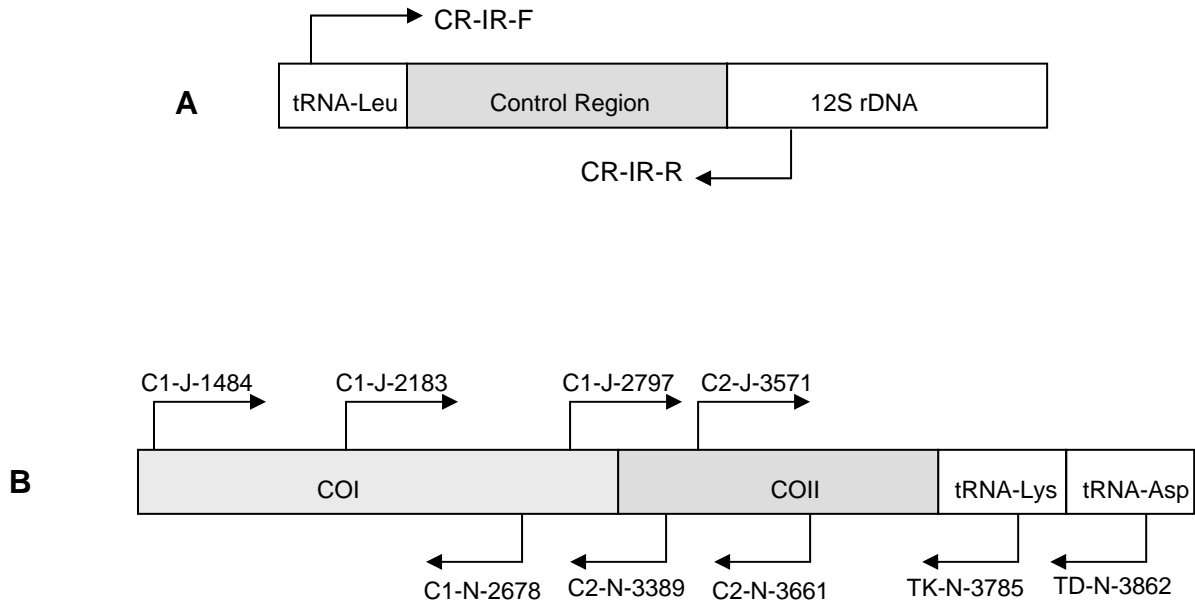 CR-IR-F
A
tRNA-Leu Control Region 12S rDNA
CR-IR-R
C1-J-1484 C1-J-2183 C1-J-2797 C2-J-3571
B
COI COII tRNA-Lys tRNA-Asp
C1-N-2678 C2-N-3389 C2-N-3661 TK-N-3785 TD-N-3862